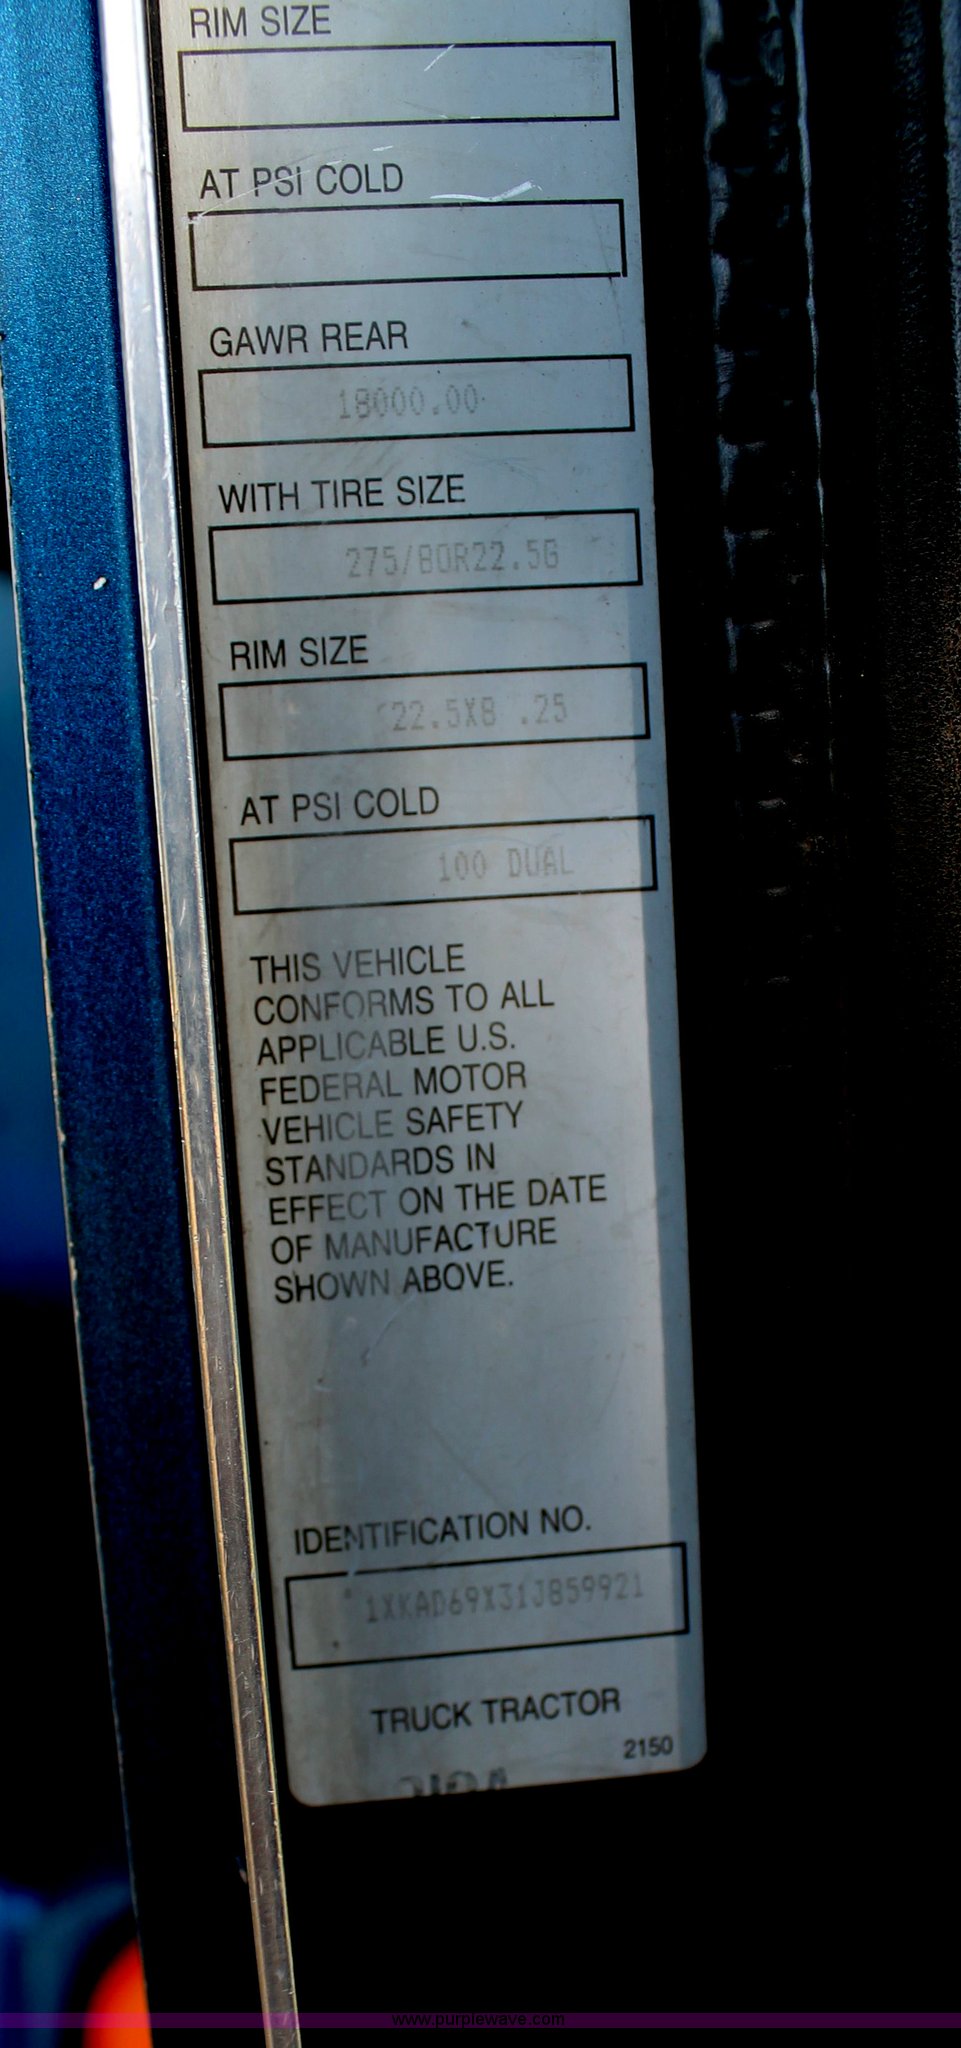 RIM SIZE
AT PSI COLD
GAWR REAR
18000.00
WITH TIRE SIZE
275/80R22.5G
RIM SIZE
22.5X8 .25
AT PSI COLD
100 DUAL
THIS VEHICLE
CONFORMS TO ALL
APPLICABLE U.S.
FEDERAL MOTOR
VEHICLE SAFETY
STANDARDS IN
EFFECT ON THE DATE
OF MANUFACTURE
SHOWN ABOVE.
IDENTIFICATION NO.
1XKAD69X31J859921
TRUCK TRACTOR
2150
www.purplewave.com